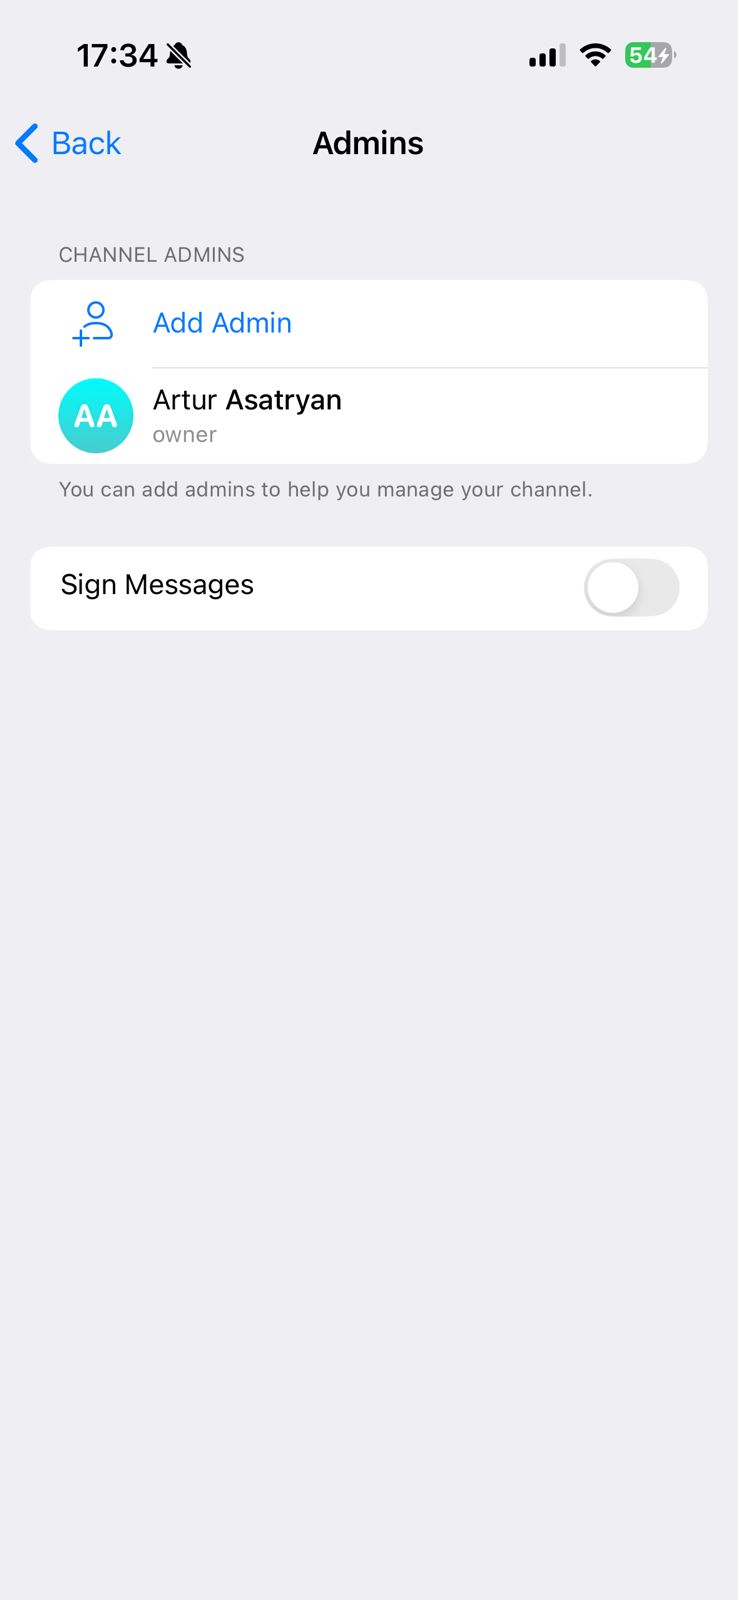 17:34
54
Back
Admins
CHANNEL ADMINS
Add Admin
AA
Artur Asatryan
owner
You can add admins to help you manage your channel.
Sign Messages